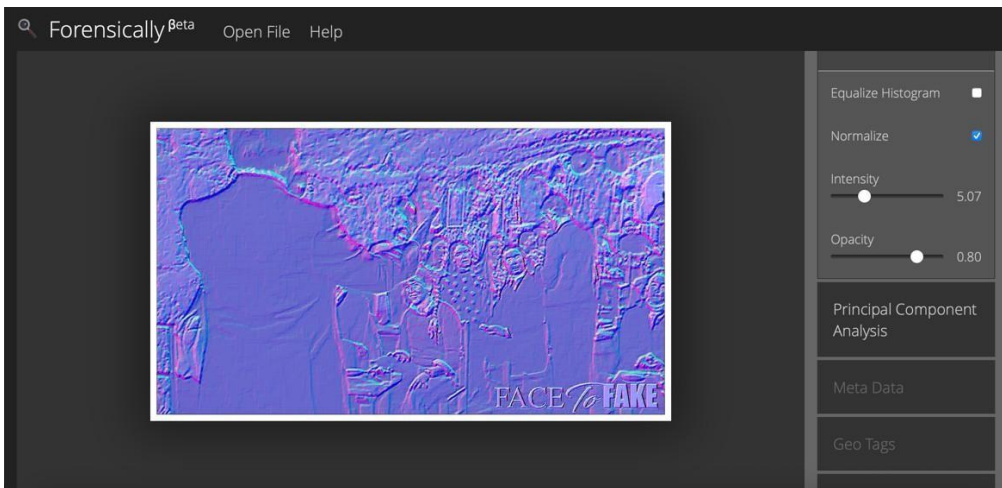 Forensically βeta Open File Help
Equalize Histogram
Normalize
Intensity
5.07
Opacity
0.80
Principal Component
Analysis
Meta Data
Geo Tags
FACE To FAKE